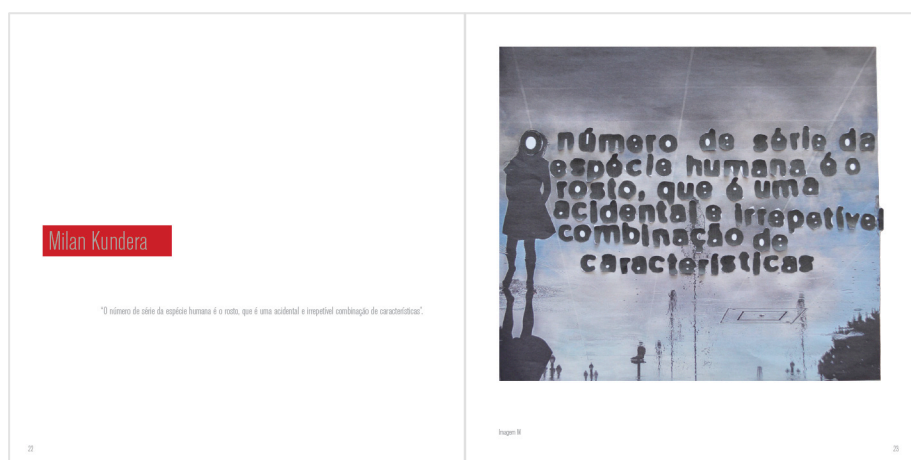 Milan Kundera
"O número de série da espécie humana é o rosto, que é uma acidental e irrepetível combinação de características".
22
número de série da
espécie humana é o
rosto, que é uma
acidental e irrepetível
combinação de
características
Imagem 14
23